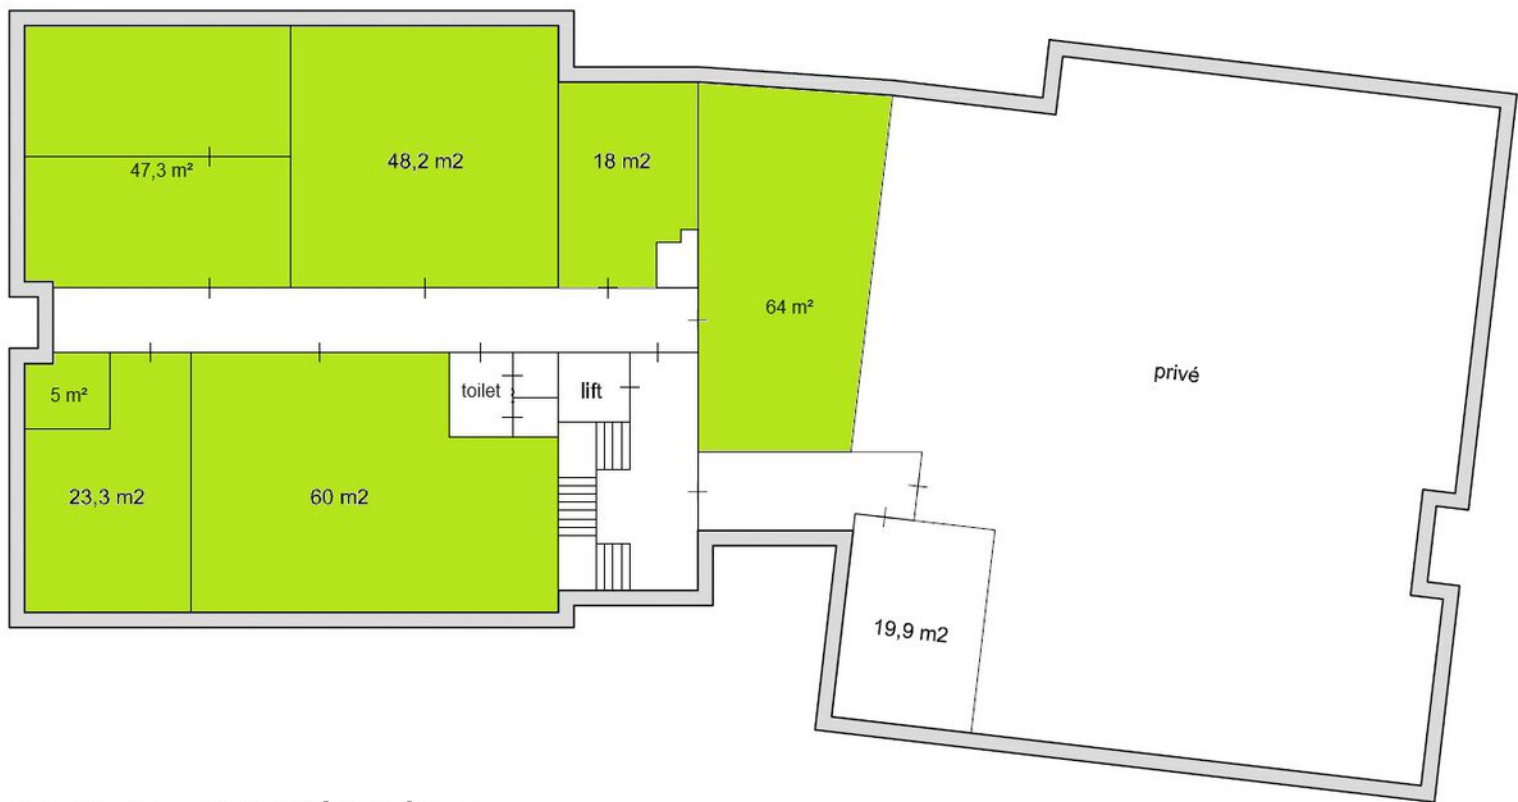 47,3 m²
48,2 m2
18 m2
64 m²
privé
5 m²
toilet
lift
23,3 m2
60 m2
19,9 m2